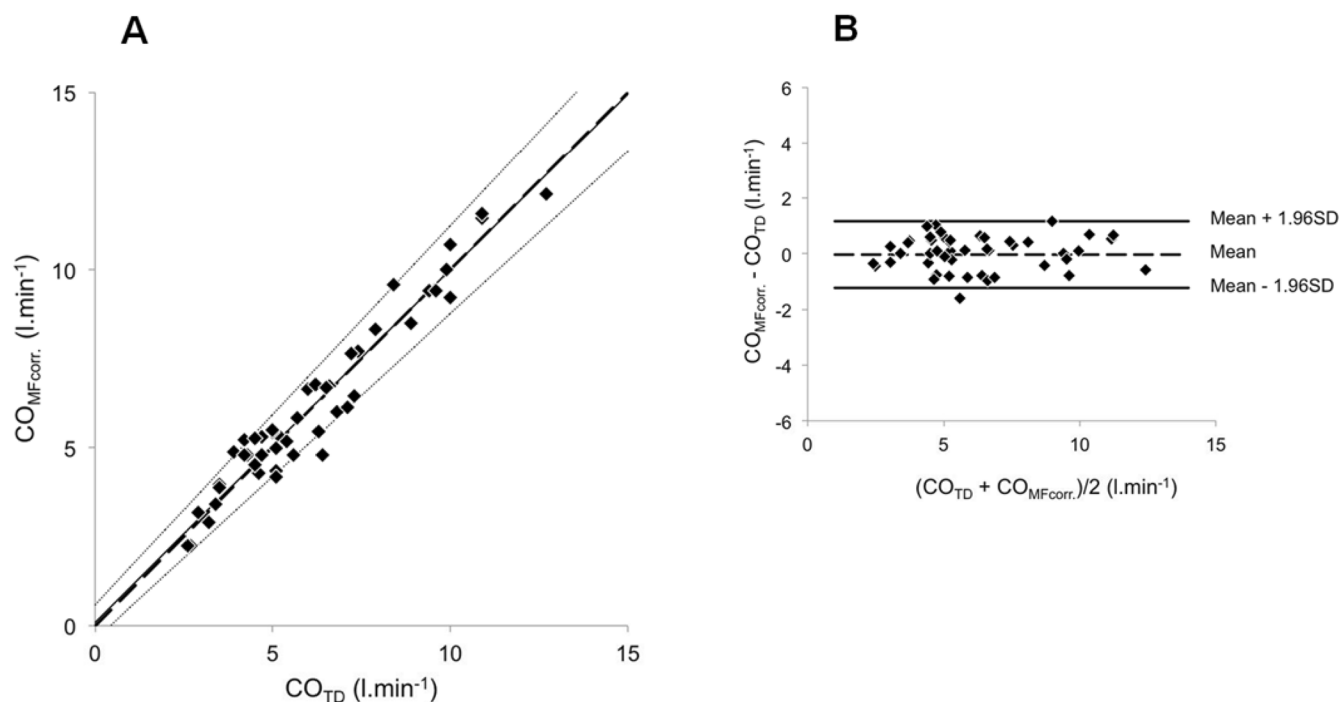 A
15
10
5
0
0 5 10 15
CO_MFcorr. (l.min⁻¹)
CO_TD (l.min⁻¹)
B
6
4
2
0
-2
-4
-6
0 5 10 15
CO_MFcorr. - CO_TD (l.min⁻¹)
Mean + 1.96SD
Mean
Mean - 1.96SD
(CO_TD + CO_MFcorr.)/2 (l.min⁻¹)